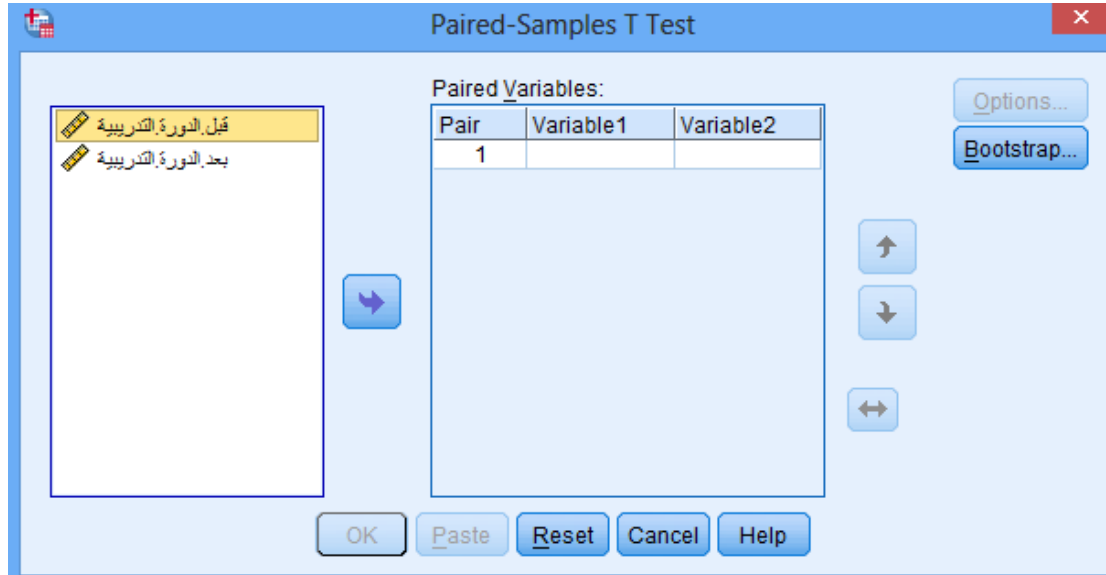 Paired-Samples T Test
Paired Variables:
قبل.الدورة.التدريبية
بعد.الدورة.التدريبية
Pair Variable1 Variable2
1
Options...
Bootstrap...
OK Paste Reset Cancel Help